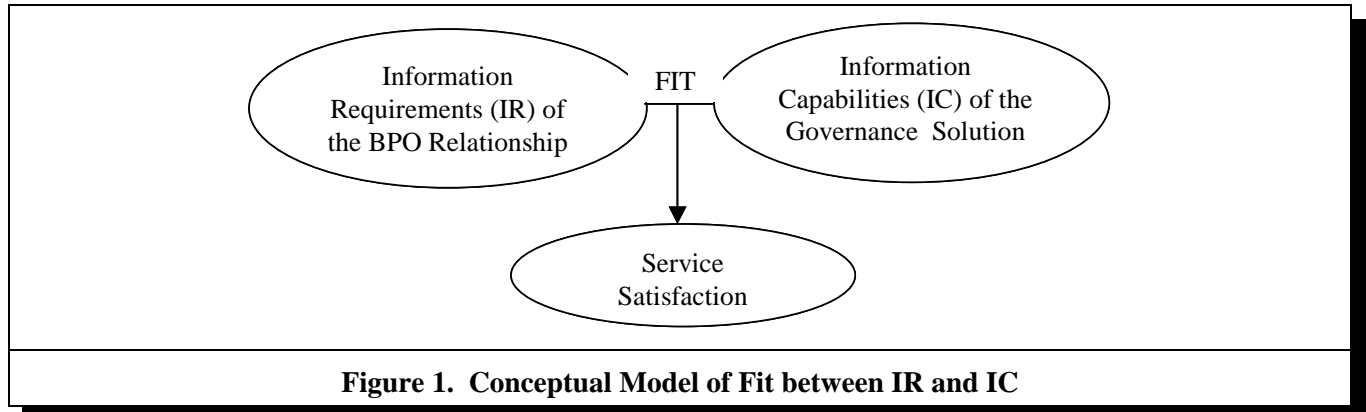 Information
Requirements (IR) of
the BPO Relationship
FIT
Information
Capabilities (IC) of the
Governance Solution
Service
Satisfaction
Figure 1. Conceptual Model of Fit between IR and IC